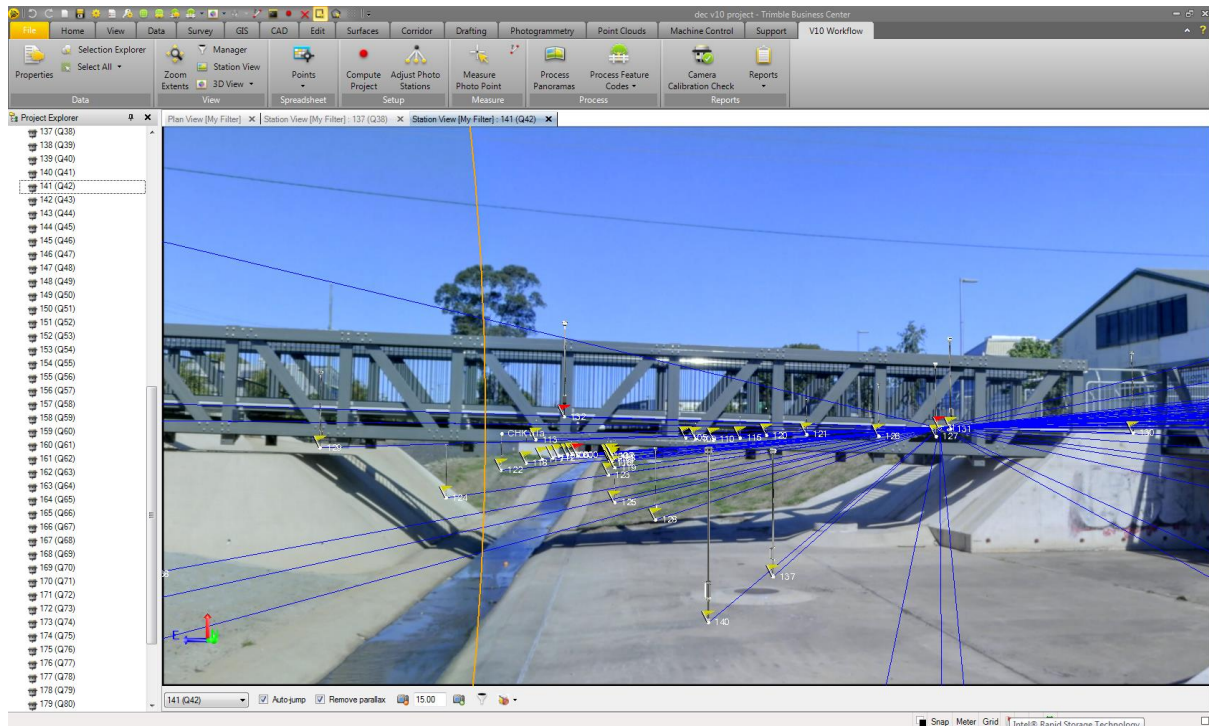 dec v10 project - Trimble Business Center
File Home View Data Survey GIS CAD Edit Surfaces Corridor Drafting Photogrammetry Point Clouds Machine Control Support V10 Workflow
Properties
Selection Explorer
Select All
Data
Zoom Extents
Manager
Station View
3D View
View
Points
Spreadsheet
Compute Project
Adjust Photo Stations
Setup
Measure Photo Point
Measure
Process Panoramas
Process Feature Codes
Process
Camera Calibration Check
Reports
Reports
Project Explorer
Plan View [My Filter] Station View [My Filter] : 137 (Q38) Station View [My Filter] : 141 (Q42)
137 (Q38)
138 (Q39)
139 (Q40)
140 (Q41)
141 (Q42)
142 (Q43)
143 (Q44)
144 (Q45)
145 (Q46)
146 (Q47)
147 (Q48)
148 (Q49)
149 (Q50)
150 (Q51)
151 (Q52)
152 (Q53)
153 (Q54)
154 (Q55)
155 (Q56)
156 (Q57)
157 (Q58)
158 (Q59)
159 (Q60)
160 (Q61)
161 (Q62)
162 (Q63)
163 (Q64)
164 (Q65)
165 (Q66)
166 (Q67)
167 (Q68)
168 (Q69)
169 (Q70)
170 (Q71)
171 (Q72)
172 (Q73)
173 (Q74)
174 (Q75)
175 (Q76)
176 (Q77)
177 (Q78)
178 (Q79)
179 (Q80)
132
113
110
115
120
121
126
127
131
122
118
123
125
128
137
140
E
141 (Q42) Auto-jump Remove parallax 15.00
Snap Meter Grid Intel® Rapid Storage Technology